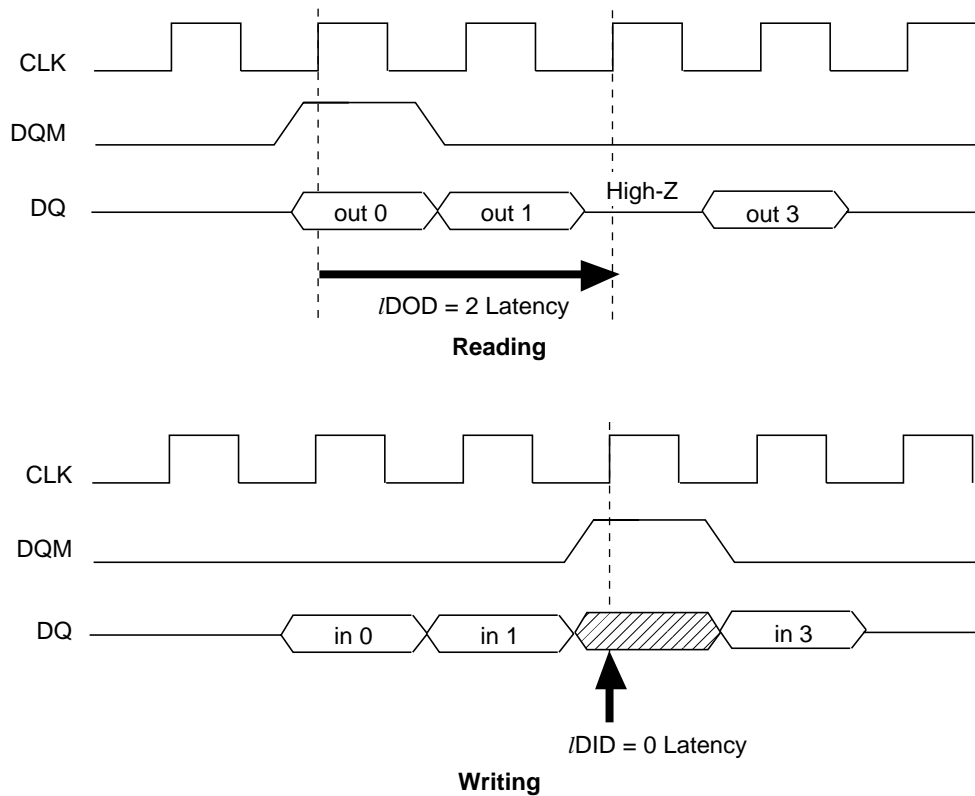 CLK
DQM
High-Z
DQ out 0 out 1 out 3
lDOD = 2 Latency
Reading
CLK
DQM
DQ in 0 in 1 in 3
lDID = 0 Latency
Writing